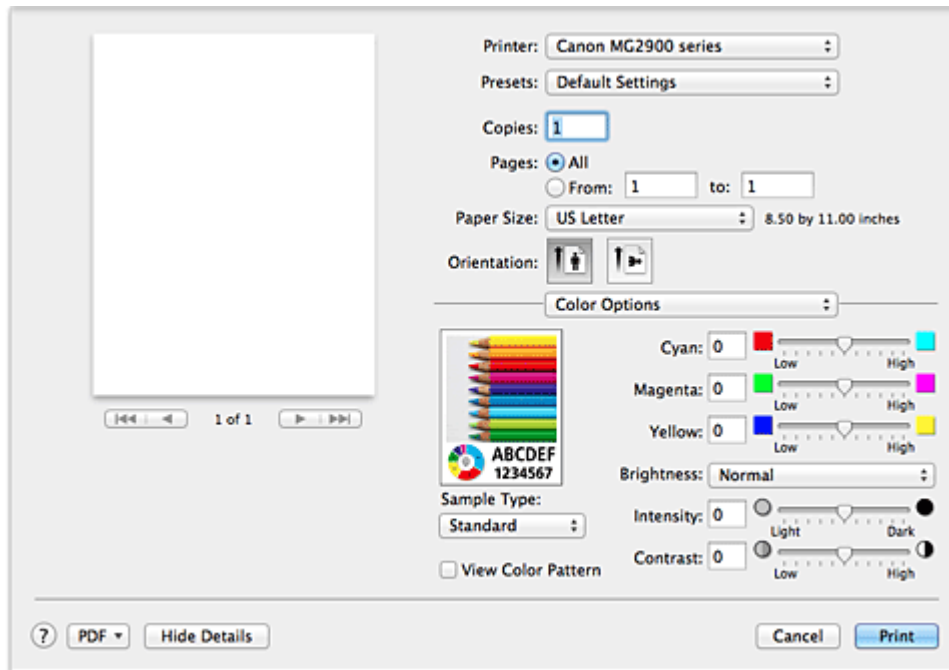 Printer: Canon MG2900 series
Presets: Default Settings
Copies: 1
Pages: All
From: 1 to: 1
Paper Size: US Letter 8.50 by 11.00 inches
Orientation:
Color Options
1 of 1
ABCDEF
1234567
Sample Type:
Standard
View Color Pattern
Cyan: 0
Low High
Magenta: 0
Low High
Yellow: 0
Low High
Brightness: Normal
Intensity: 0
Light Dark
Contrast: 0
Low High
? PDF Hide Details Cancel Print